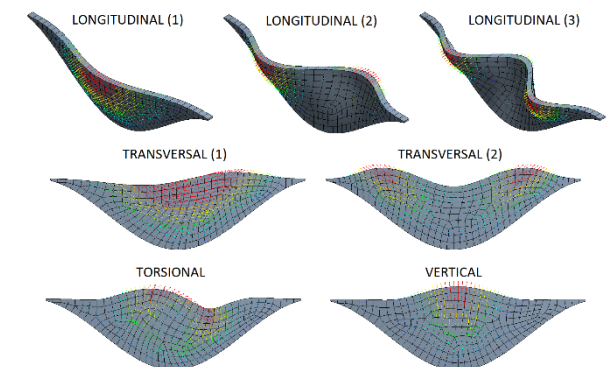 LONGITUDINAL (1)
LONGITUDINAL (2)
LONGITUDINAL (3)
TRANSVERSAL (1)
TRANSVERSAL (2)
TORSIONAL
VERTICAL